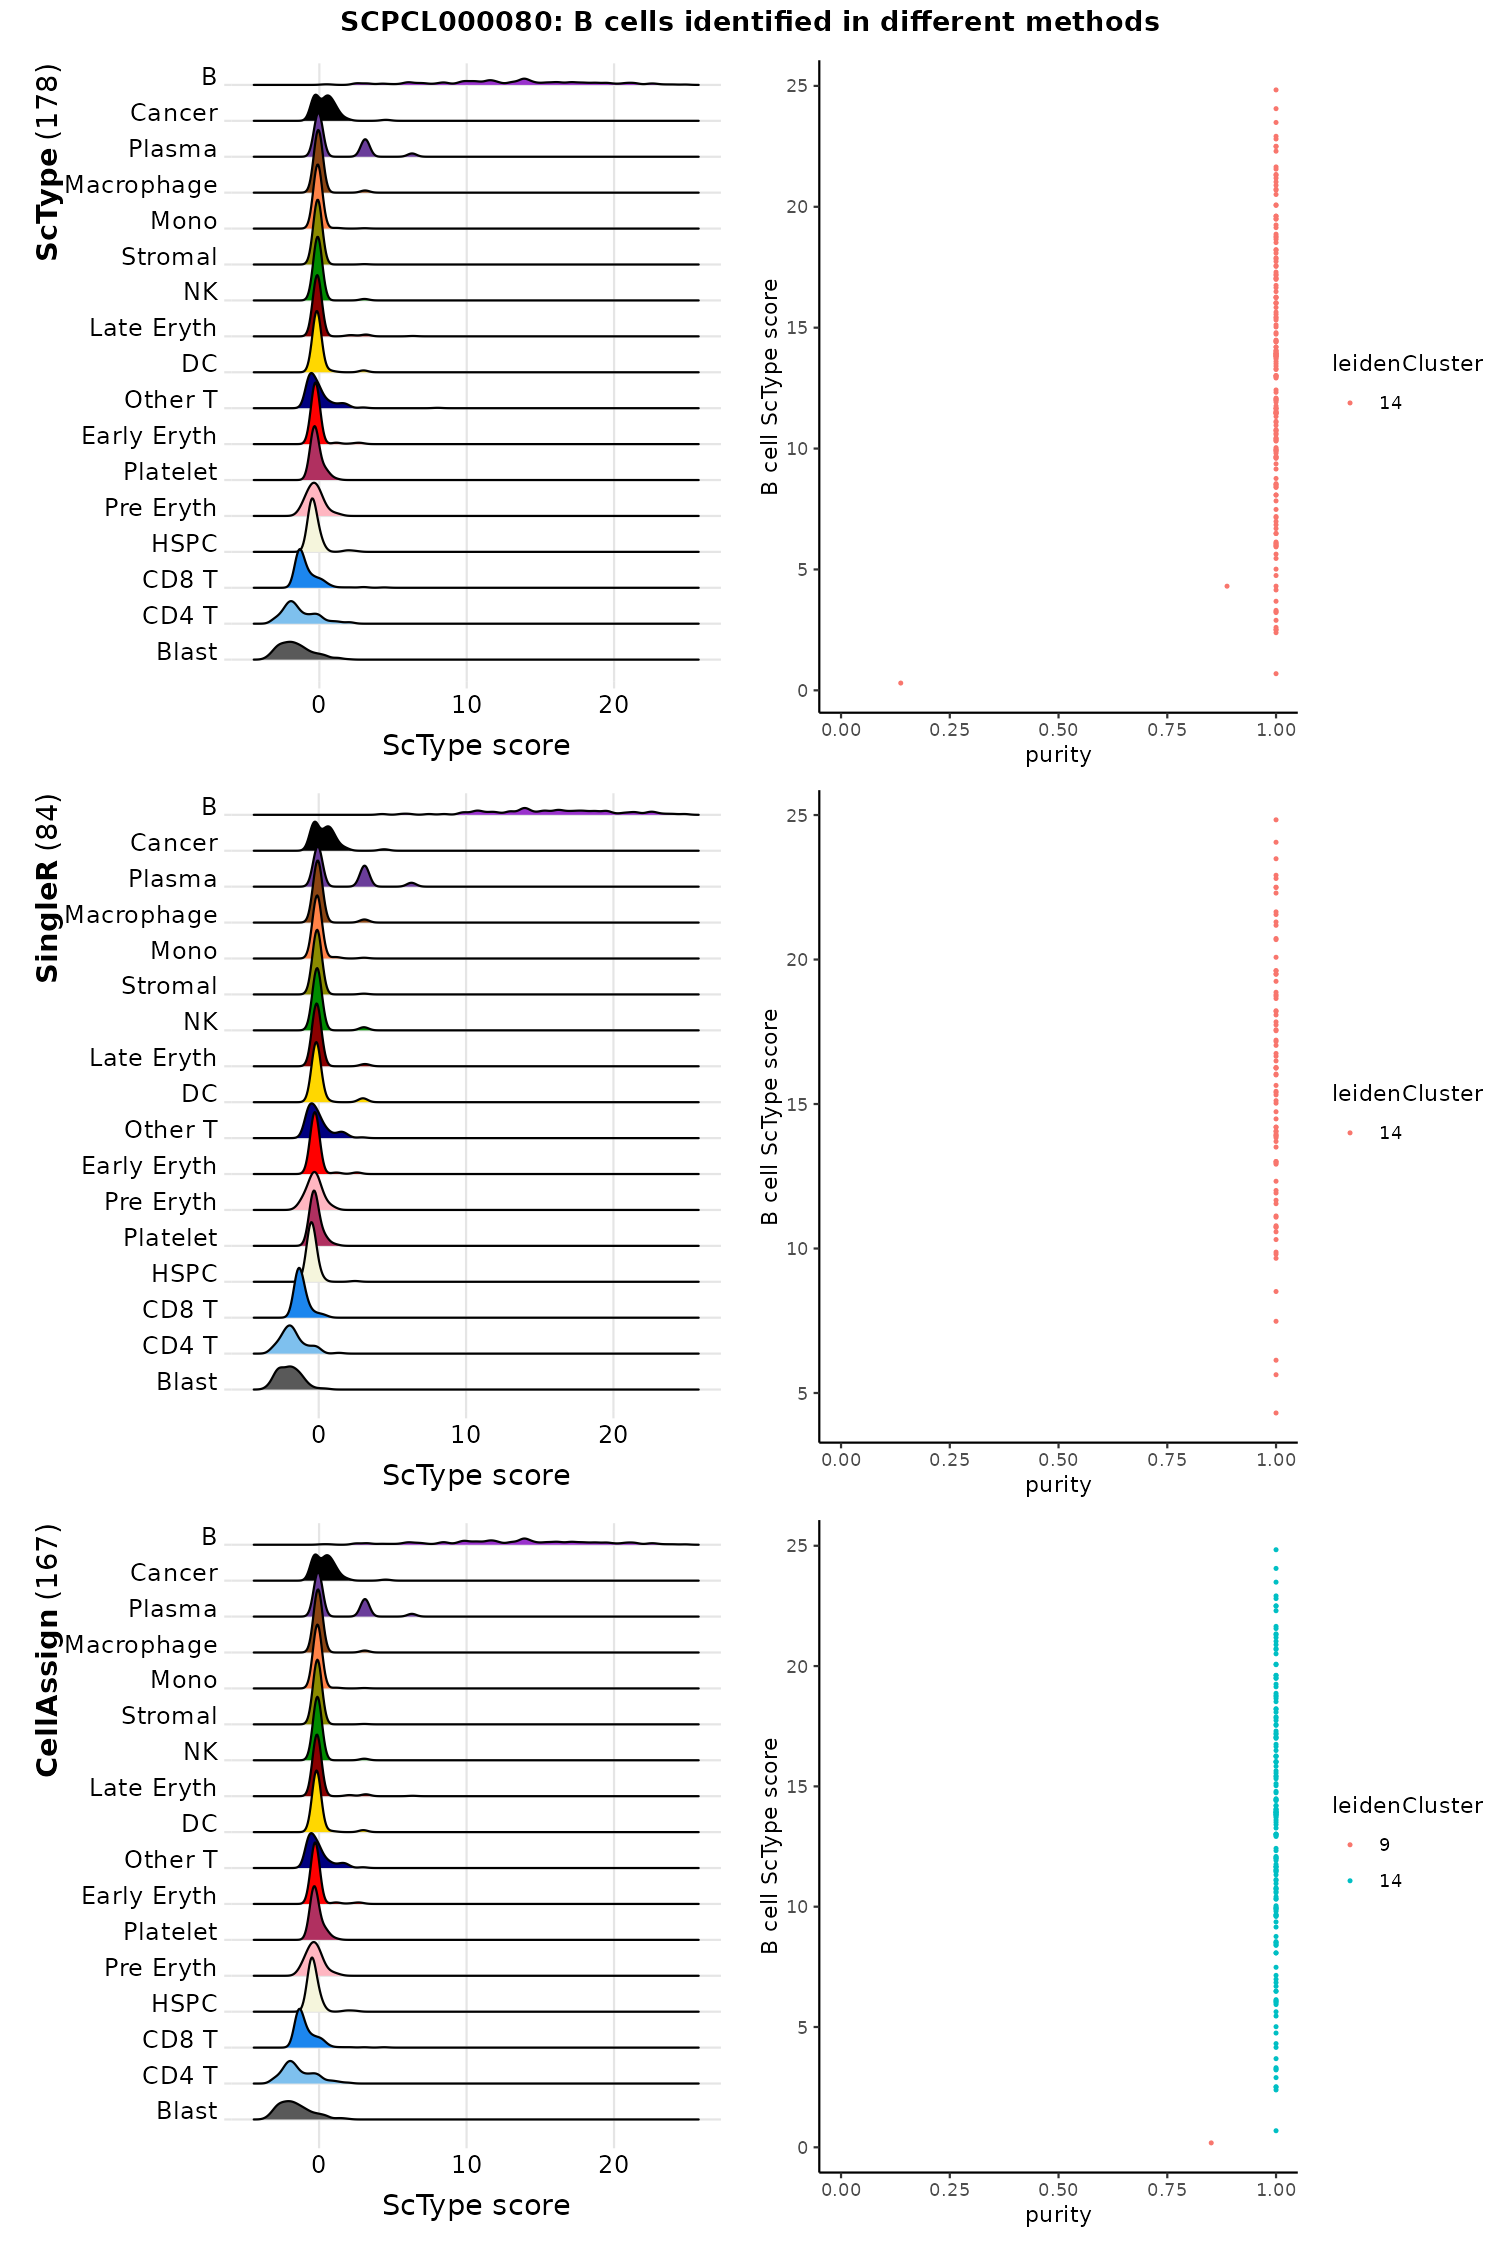 SCPCL000080: B cells identified in different methods
ScType (178)
B
Cancer
Plasma
Macrophage
Mono
Stromal
NK
Late Eryth
DC
Other T
Early Eryth
Platelet
Pre Eryth
HSPC
CD8 T
CD4 T
Blast
0 10 20
ScType score
B cell ScType score
25
20
15
10
5
0
0.00 0.25 0.50 0.75 1.00
purity
leidenCluster
14
SingleR (84)
B
Cancer
Plasma
Macrophage
Mono
Stromal
NK
Late Eryth
DC
Other T
Early Eryth
Pre Eryth
Platelet
HSPC
CD8 T
CD4 T
Blast
0 10 20
ScType score
B cell ScType score
25
20
15
10
5
0.00 0.25 0.50 0.75 1.00
purity
leidenCluster
14
CellAssign (167)
B
Cancer
Plasma
Macrophage
Mono
Stromal
NK
Late Eryth
DC
Other T
Early Eryth
Platelet
Pre Eryth
HSPC
CD8 T
CD4 T
Blast
0 10 20
ScType score
B cell ScType score
25
20
15
10
5
0
0.00 0.25 0.50 0.75 1.00
purity
leidenCluster
9
14